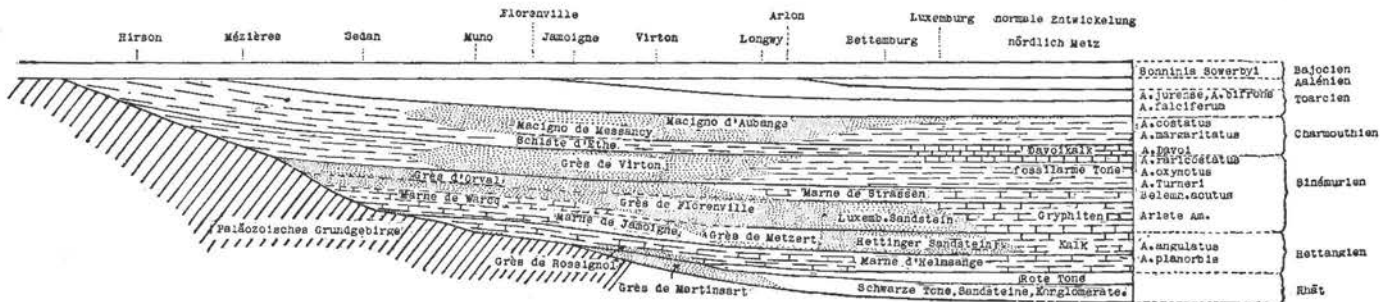 Florenville Arlon Luxemburg normale Entwickelung
Hirson Mézières Sedan Muno Jamoigne Virton Longwy Bettemburg nördlich Metz
Sonninia Sowerbyi Bajocien
Aalénien
A.jurense, A.bifrons Toarcien
A.falciferum
Macigno d'Aubange A.costatus
Macigno de Messancy A.margaritatus Charmouthien
Schiste d'Ethe Davoikalk A.Davoi
Grès de Virton A.raricostatus
fossilarme Tone A.oxynotus
Grès d'Orval A.Turneri Sinémurien
Marne de Warcq Marne de Strassen Belemn.acutus
Grès de Florenville
Marne de Jamoigne Luxemb.Sandstein Gryphiten Ariete Am.
Paläozoisches Grundgebirge Grès de Metzert Hettinger Sandstein Kalk A.angulatus
Grès de Rossignol Marne d'Helmsange A.planorbis Hettangien
Rote Tone
Grès de Martinsart Schwarze Tone, Sandsteine, Konglomerate. Rhät